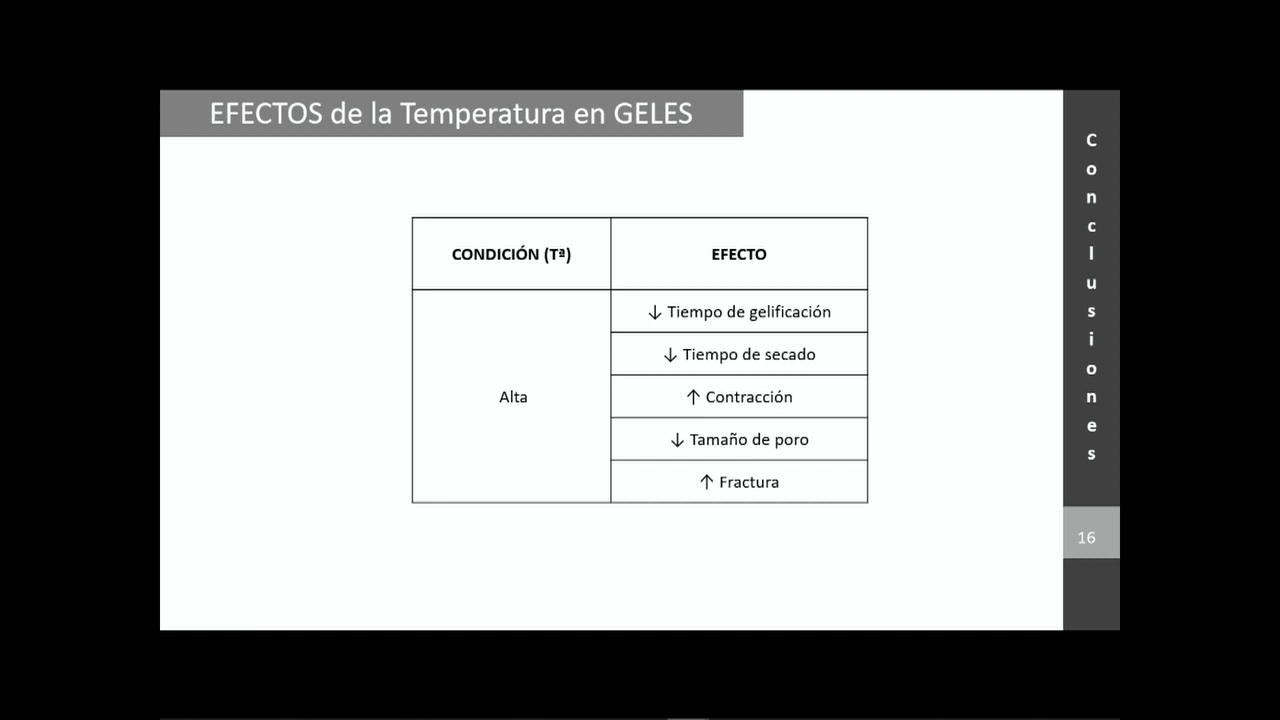 EFECTOS de la Temperatura en GELES
CONDICIÓN (Tª)
EFECTO
Alta
↓ Tiempo de gelificación
↓ Tiempo de secado
↑ Contracción
↓ Tamaño de poro
↑ Fractura
Conclusiones
16